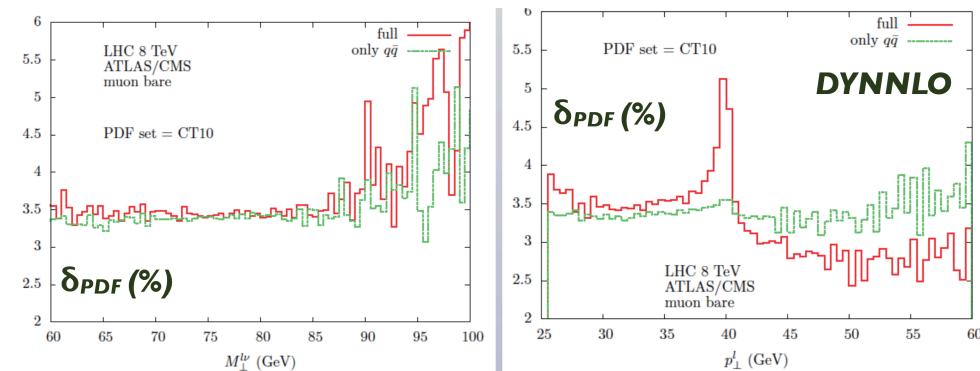 6
5.5
5
4.5
4
3.5
3
2.5
2
60 65 70 75 80 85 90 95 100
M⊥^{lν} (GeV)
full
only qq̄
LHC 8 TeV
ATLAS/CMS
muon bare
PDF set = CT10
δPDF (%)
6
5.5
5
4.5
4
3.5
3
2.5
2
25 30 35 40 45 50 55 60
p⊥^l (GeV)
full
only qq̄
PDF set = CT10
DYNNLO
δPDF (%)
LHC 8 TeV
ATLAS/CMS
muon bare